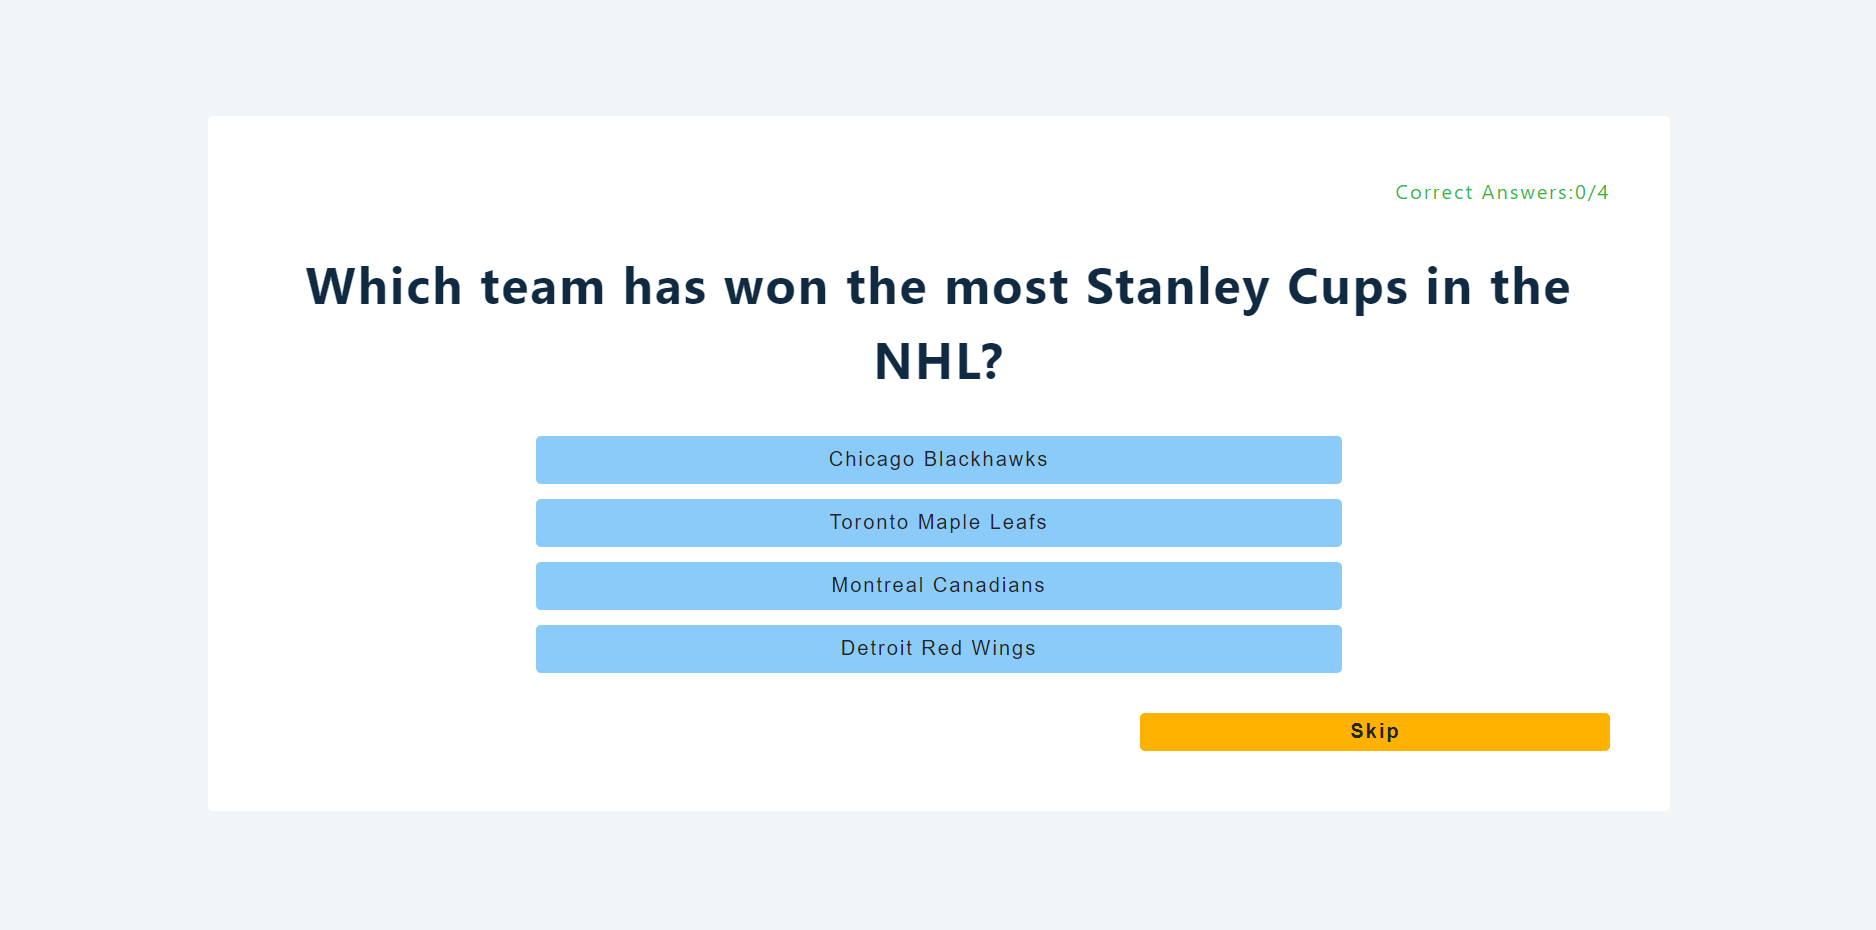 Correct Answers:0/4
Which team has won the most Stanley Cups in the
NHL?
Chicago Blackhawks
Toronto Maple Leafs
Montreal Canadians
Detroit Red Wings
Skip